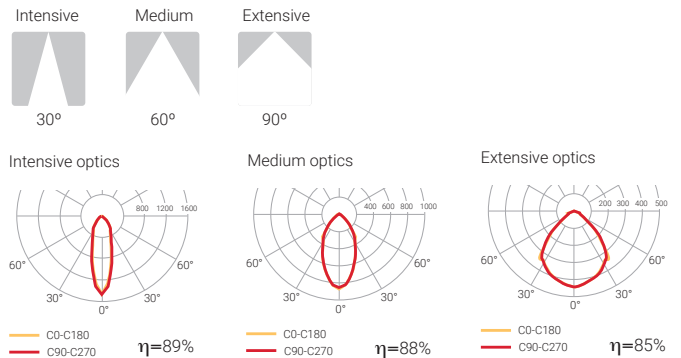 Intensive Medium Extensive
30º 60º 90º
Intensive optics
800 1200 1600
60° 60°
30° 30°
0°
C0-C180
C90-C270
η=89%
Medium optics
400 600 800 1000
60° 60°
30° 30°
0°
C0-C180
C90-C270
η=88%
Extensive optics
200 300 400 500
60° 60°
30° 30°
0°
C0-C180
C90-C270
η=85%